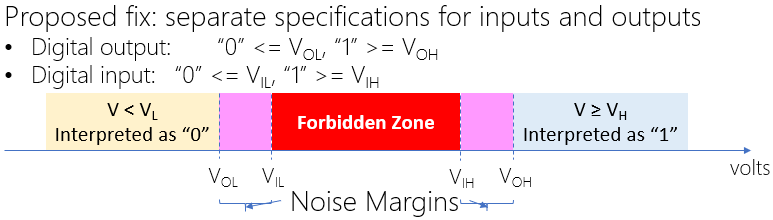 Proposed fix: separate specifications for inputs and outputs
• Digital output: “0” <= VOL, “1” >= VOH
• Digital input: “0” <= VIL, “1” >= VIH
V < VL
Interpreted as “0”
Forbidden Zone
V ≥ VH
Interpreted as “1”
volts
VOL VIL VIH VOH
Noise Margins